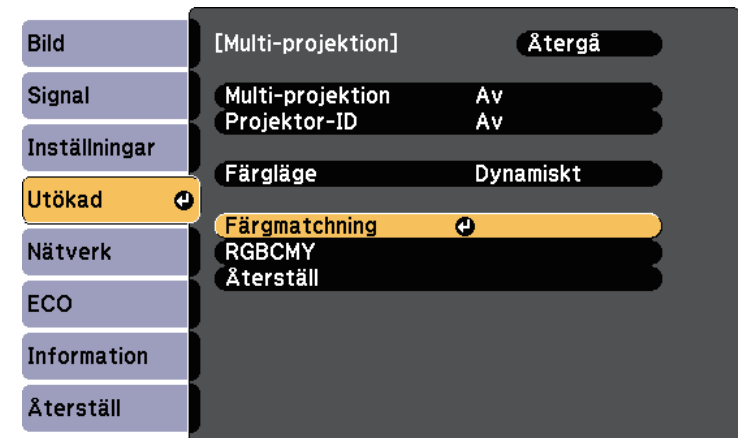 Bild
Signal
Inställningar
Utökad
Nätverk
ECO
Information
Återställ
[Multi-projektion] Återgå
Multi-projektion Av
Projektor-ID Av
Färgläge Dynamiskt
Färgmatchning
RGBCMY
Återställ